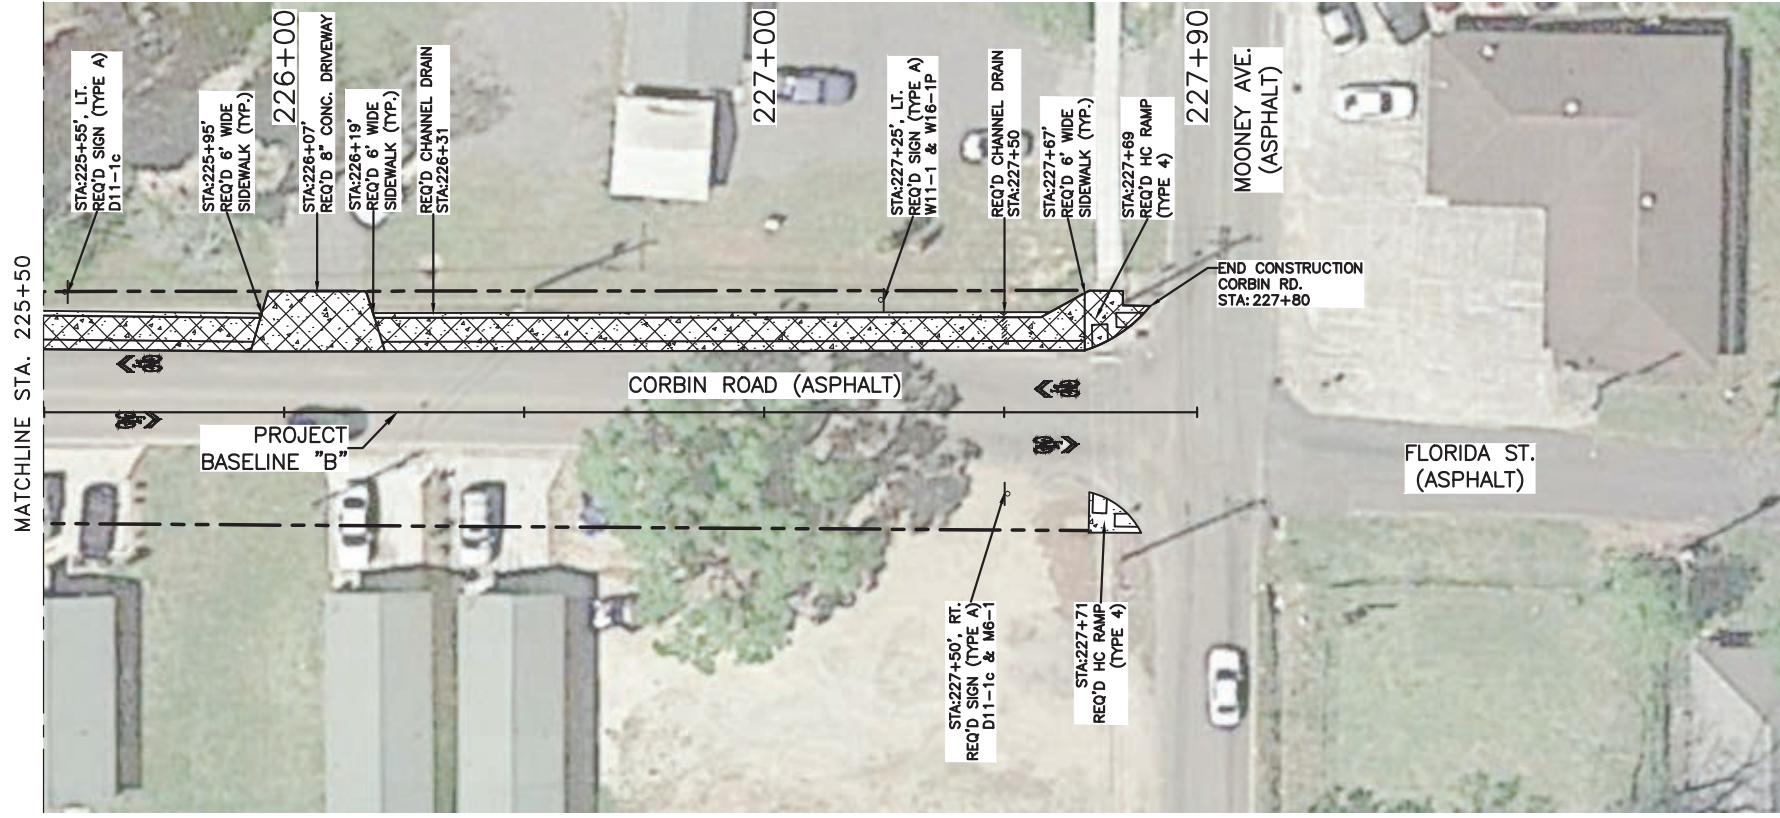 MATCHLINE STA. 225+50
STA:225+55', LT.
REQ'D SIGN (TYPE A)
D11-1c
STA:225+95'
REQ'D 6' WIDE
SIDEWALK (TYP.)
226+00
STA:226+07'
REQ'D 8" CONC. DRIVEWAY
STA:226+19'
REQ'D 6' WIDE
SIDEWALK (TYP.)
REQ'D CHANNEL DRAIN
STA:226+31
227+00
STA:227+25', LT.
REQ'D SIGN (TYPE A)
W11-1 & W16-1P
REQ'D CHANNEL DRAIN
STA:227+50
STA:227+67'
REQ'D 6' WIDE
SIDEWALK (TYP.)
STA:227+69
REQ'D HC RAMP
(TYPE 4)
227+90
MOONEY AVE.
(ASPHALT)
END CONSTRUCTION
CORBIN RD.
STA:227+80
CORBIN ROAD (ASPHALT)
PROJECT
BASELINE "B"
FLORIDA ST.
(ASPHALT)
STA:227+50', RT.
REQ'D SIGN (TYPE A)
D11-1c & M6-1
STA:227+71
REQ'D HC RAMP
(TYPE 4)